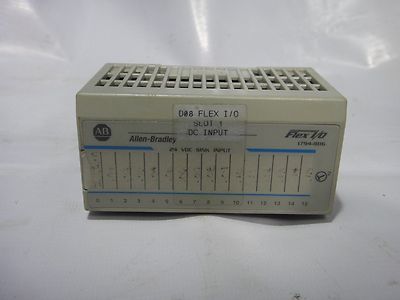 D08 FLEX I/O
SLOT 1
DC INPUT
AB
Allen-Bradley
Flex I/O
1794-IB16
24 VDC SINK INPUT
0 1 2 3 4 5 6 7 8 9 10 11 12 13 14 15